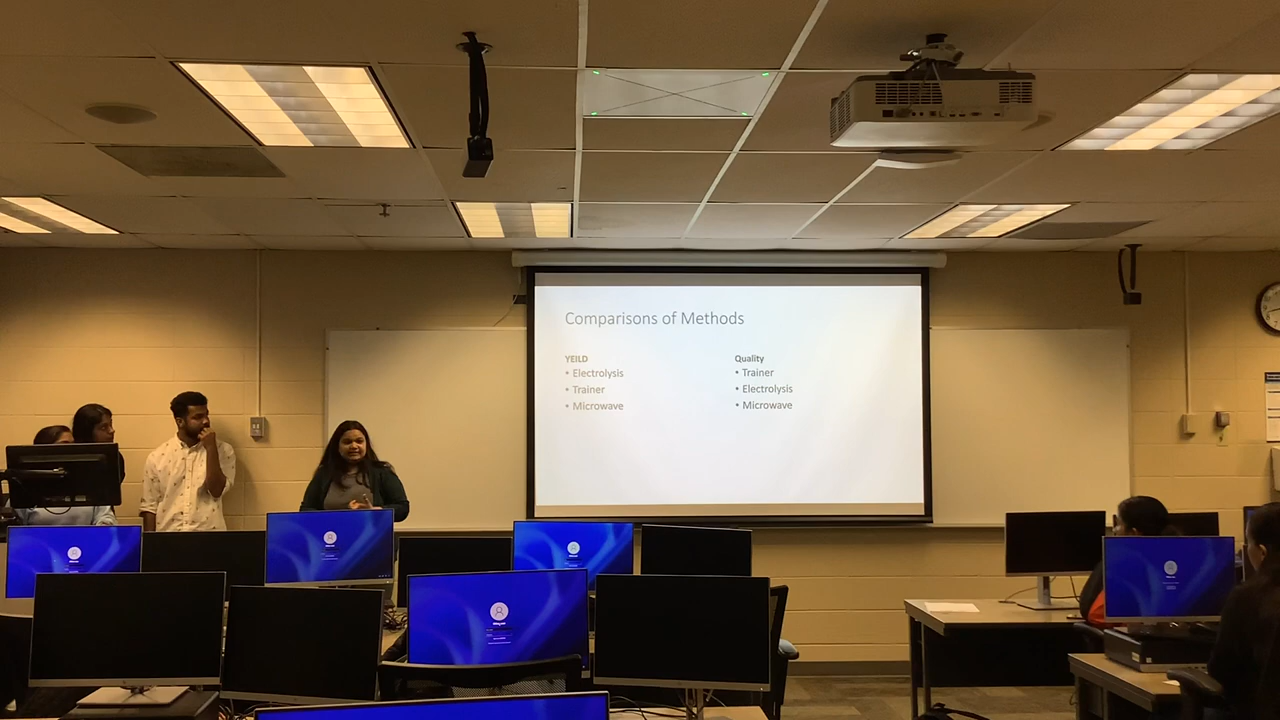 Comparisons of Methods
YEILD
• Electrolysis
• Trainer
• Microwave
Quality
• Trainer
• Electrolysis
• Microwave